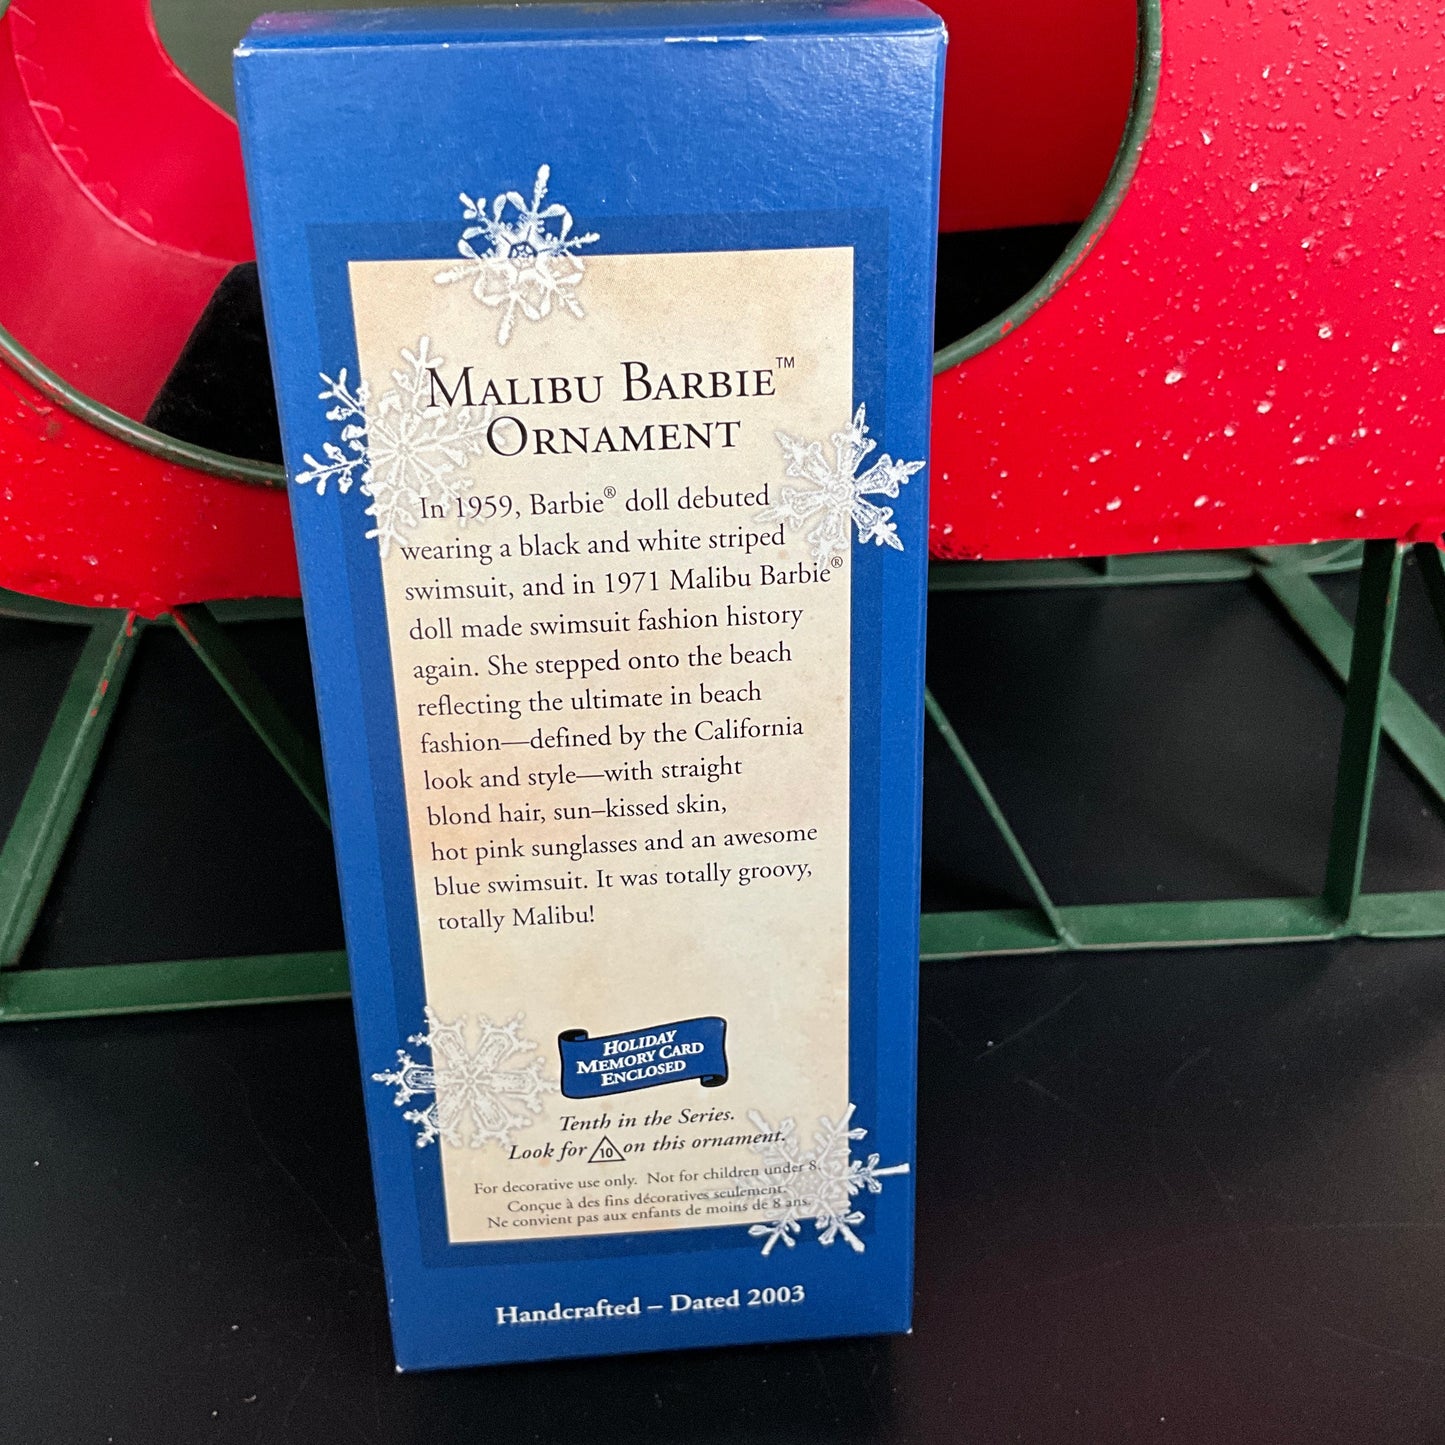 MALIBU BARBIE™
ORNAMENT
In 1959, Barbie® doll debuted
wearing a black and white striped
swimsuit, and in 1971 Malibu Barbie®
doll made swimsuit fashion history
again. She stepped onto the beach
reflecting the ultimate in beach
fashion—defined by the California
look and style—with straight
blond hair, sun–kissed skin,
hot pink sunglasses and an awesome
blue swimsuit. It was totally groovy,
totally Malibu!
HOLIDAY
MEMORY CARD
ENCLOSED
Tenth in the Series.
Look for 10 on this ornament.
For decorative use only. Not for children under 8.
Conçue à des fins décoratives seulement.
Ne convient pas aux enfants de moins de 8 ans.
Handcrafted – Dated 2003